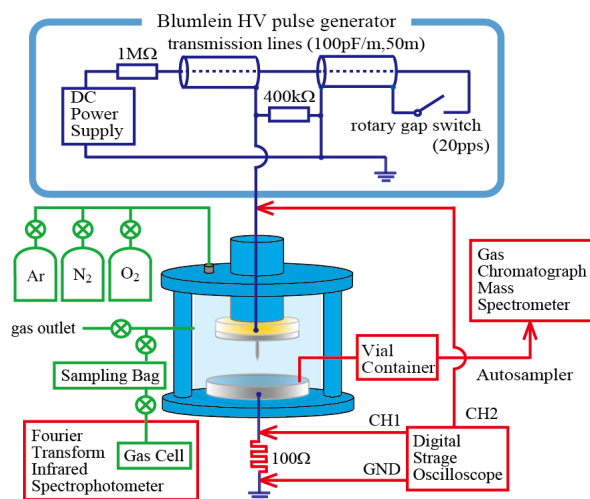 Blumlein HV pulse generator
transmission lines (100pF/m,50m)
1MΩ
DC
Power
Supply
400kΩ
rotary gap switch
(20pps)
Ar
N₂
O₂
gas outlet
Sampling Bag
Gas Cell
Fourier
Transform
Infrared
Spectrophotometer
Gas
Chromatograph
Mass
Spectrometer
Vial
Container
Autosampler
CH1
CH2
100Ω
GND
Digital
Strage
Oscilloscope